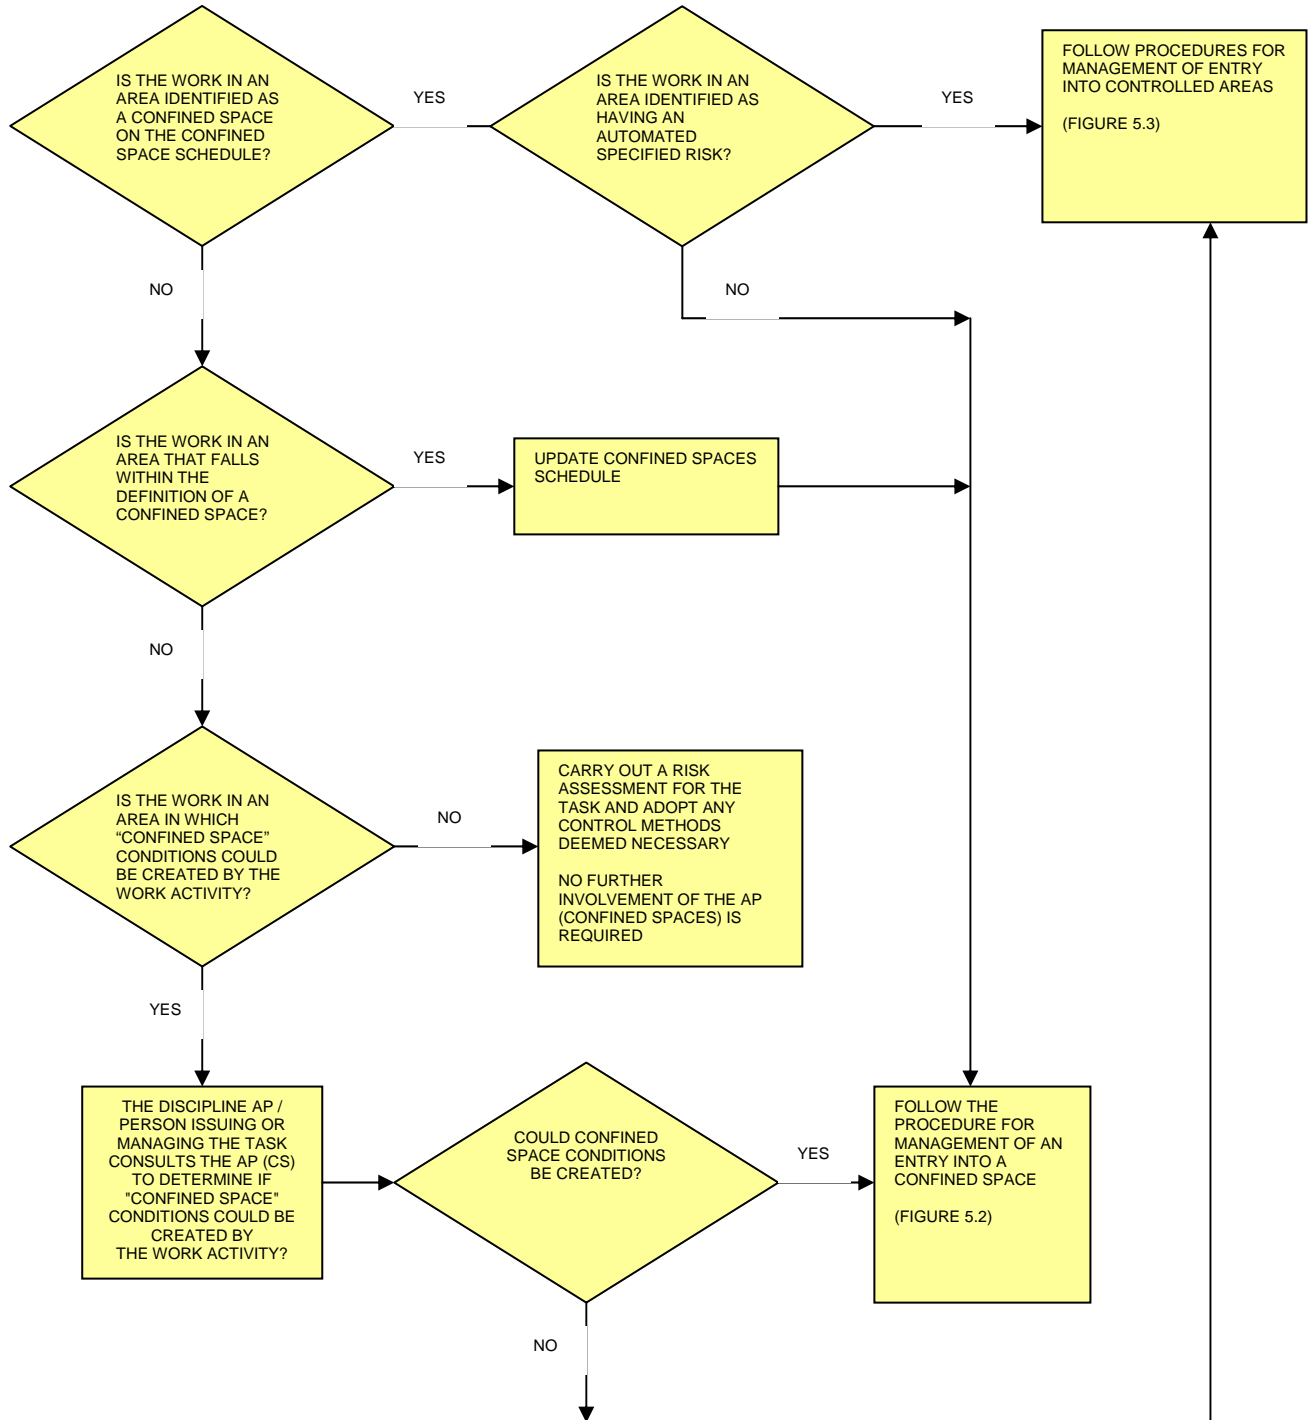 IS THE WORK IN AN
AREA IDENTIFIED AS
A CONFINED SPACE
ON THE CONFINED
SPACE SCHEDULE?
YES
IS THE WORK IN AN
AREA IDENTIFIED AS
HAVING AN
AUTOMATED
SPECIFIED RISK?
YES
FOLLOW PROCEDURES FOR
MANAGEMENT OF ENTRY
INTO CONTROLLED AREAS
(FIGURE 5.3)
NO
NO
IS THE WORK IN AN
AREA THAT FALLS
WITHIN THE
DEFINITION OF A
CONFINED SPACE?
YES
UPDATE CONFINED SPACES
SCHEDULE
NO
IS THE WORK IN AN
AREA IN WHICH
“CONFINED SPACE”
CONDITIONS COULD
BE CREATED BY THE
WORK ACTIVITY?
NO
CARRY OUT A RISK
ASSESSMENT FOR THE
TASK AND ADOPT ANY
CONTROL METHODS
DEEMED NECESSARY
NO FURTHER
INVOLVEMENT OF THE AP
(CONFINED SPACES) IS
REQUIRED
YES
THE DISCIPLINE AP /
PERSON ISSUING OR
MANAGING THE TASK
CONSULTS THE AP (CS)
TO DETERMINE IF
"CONFINED SPACE"
CONDITIONS COULD BE
CREATED BY
THE WORK ACTIVITY?
COULD CONFINED
SPACE CONDITIONS
BE CREATED?
YES
FOLLOW THE
PROCEDURE FOR
MANAGEMENT OF AN
ENTRY INTO A
CONFINED SPACE
(FIGURE 5.2)
NO